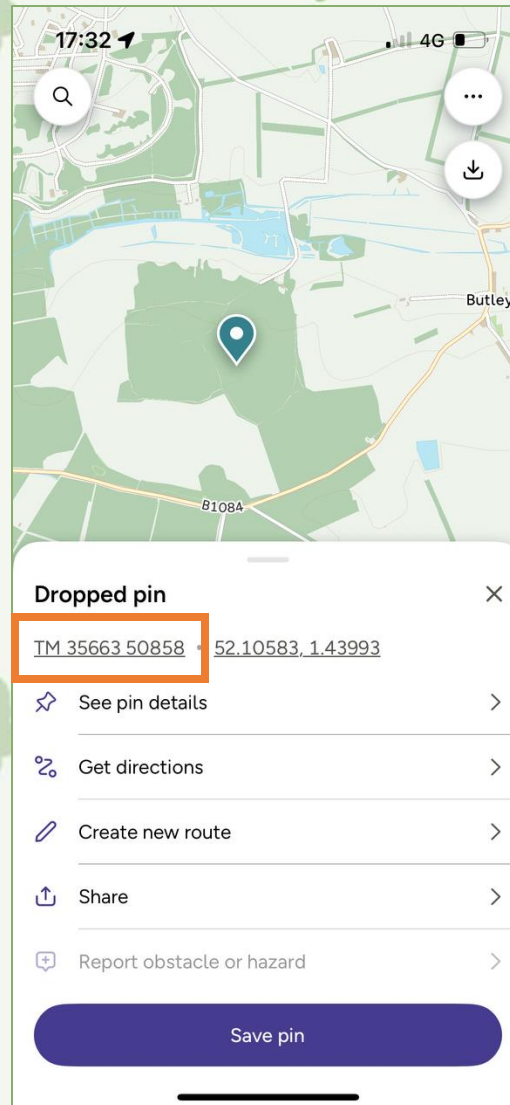 17:32 4G
Butley
B1084
Dropped pin
TM 35663 50858 • 52.10583, 1.43993
See pin details
Get directions
Create new route
Share
Report obstacle or hazard
Save pin